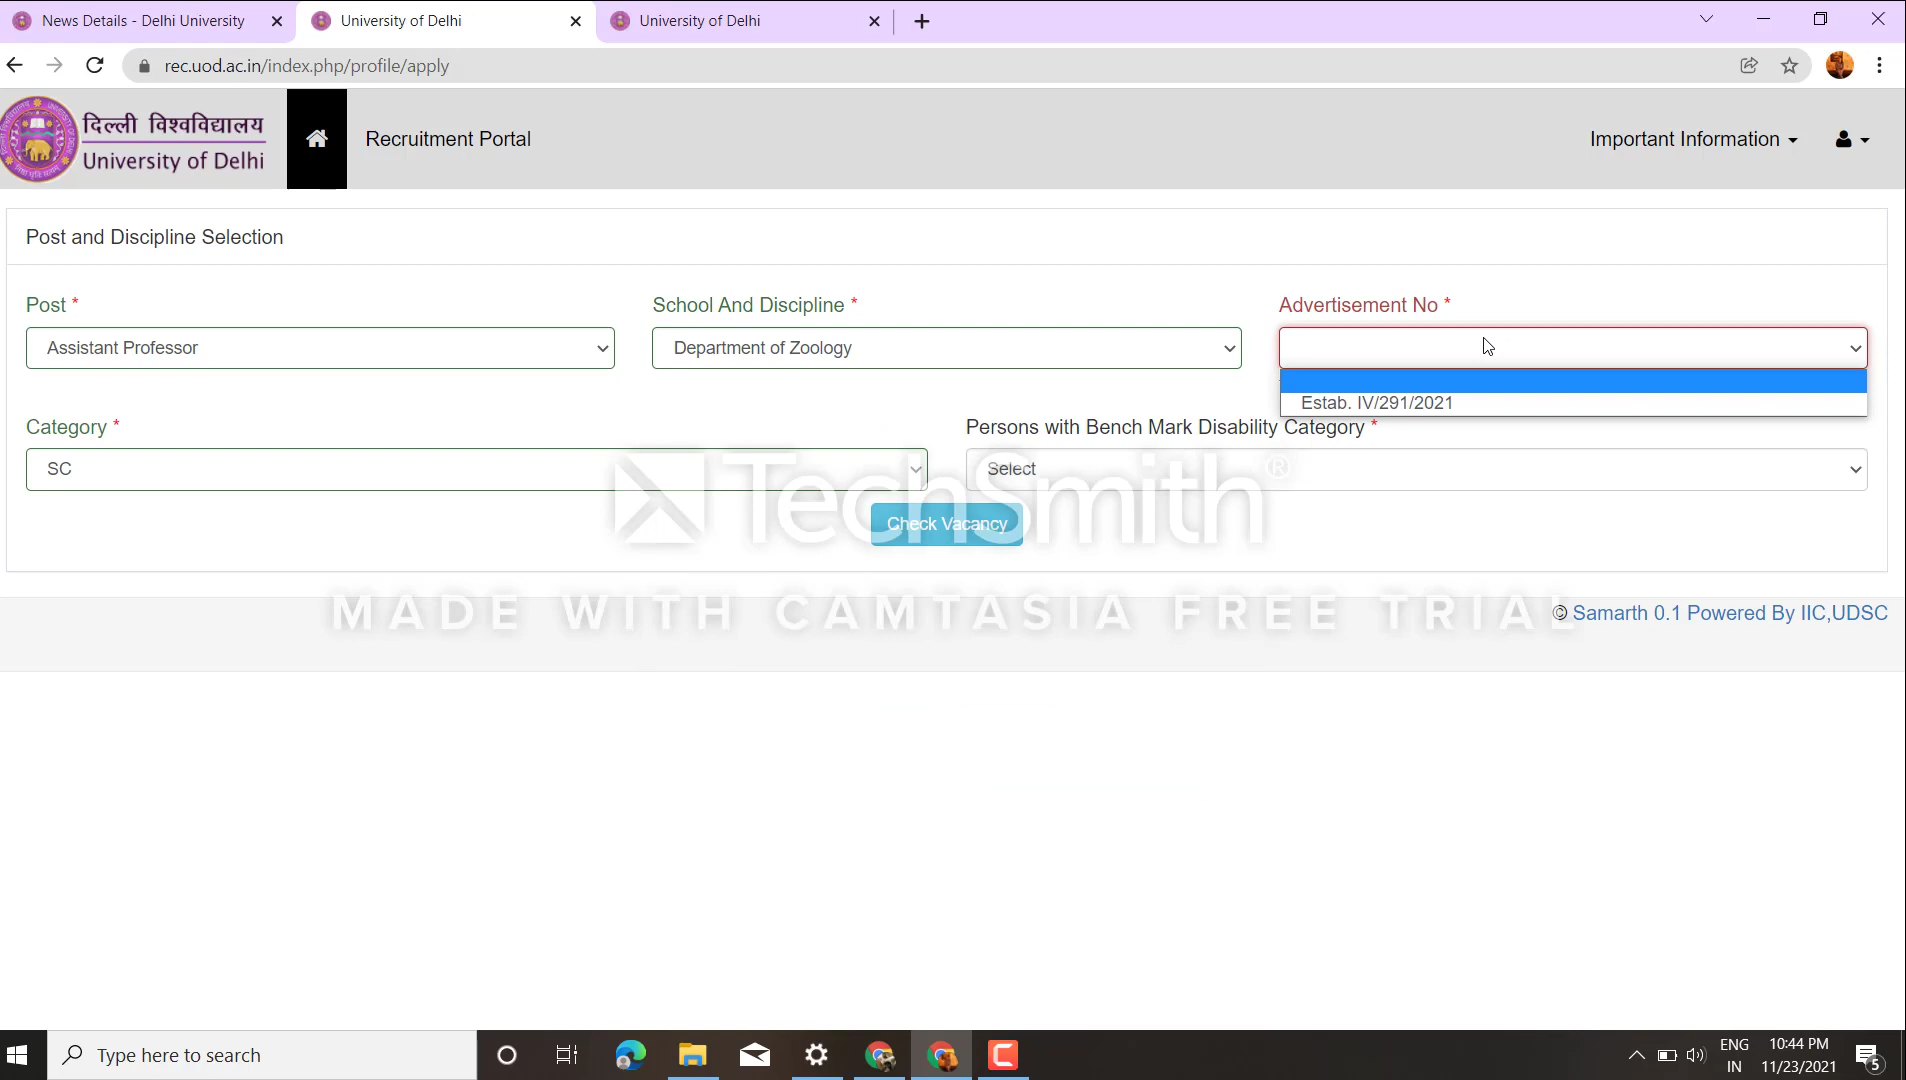 News Details - Delhi University
University of Delhi
University of Delhi
rec.uod.ac.in/index.php/profile/apply
दिल्ली विश्वविद्यालय
University of Delhi
Recruitment Portal
Important Information
Post and Discipline Selection
Post *
School And Discipline *
Advertisement No *
Assistant Professor
Department of Zoology
Estab. IV/291/2021
Category *
Persons with Bench Mark Disability Category *
SC
Select
TechSmith®
Check Vacancy
MADE WITH CAMTASIA FREE TRIAL
© Samarth 0.1 Powered By IIC,UDSC
Type here to search
ENG
IN
10:44 PM
11/23/2021
5